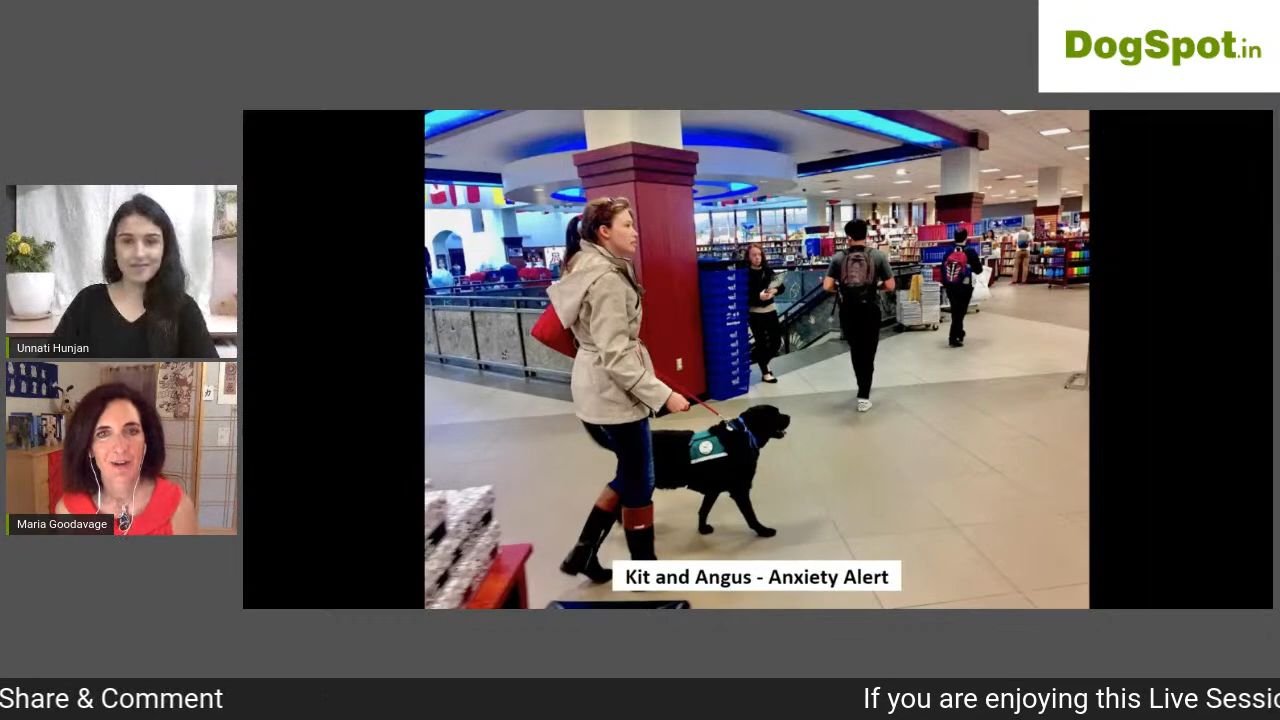 DogSpot.in
Unnati Hunjan
Maria Goodavage
Kit and Angus - Anxiety Alert
Share & Comment
If you are enjoying this Live Sessio